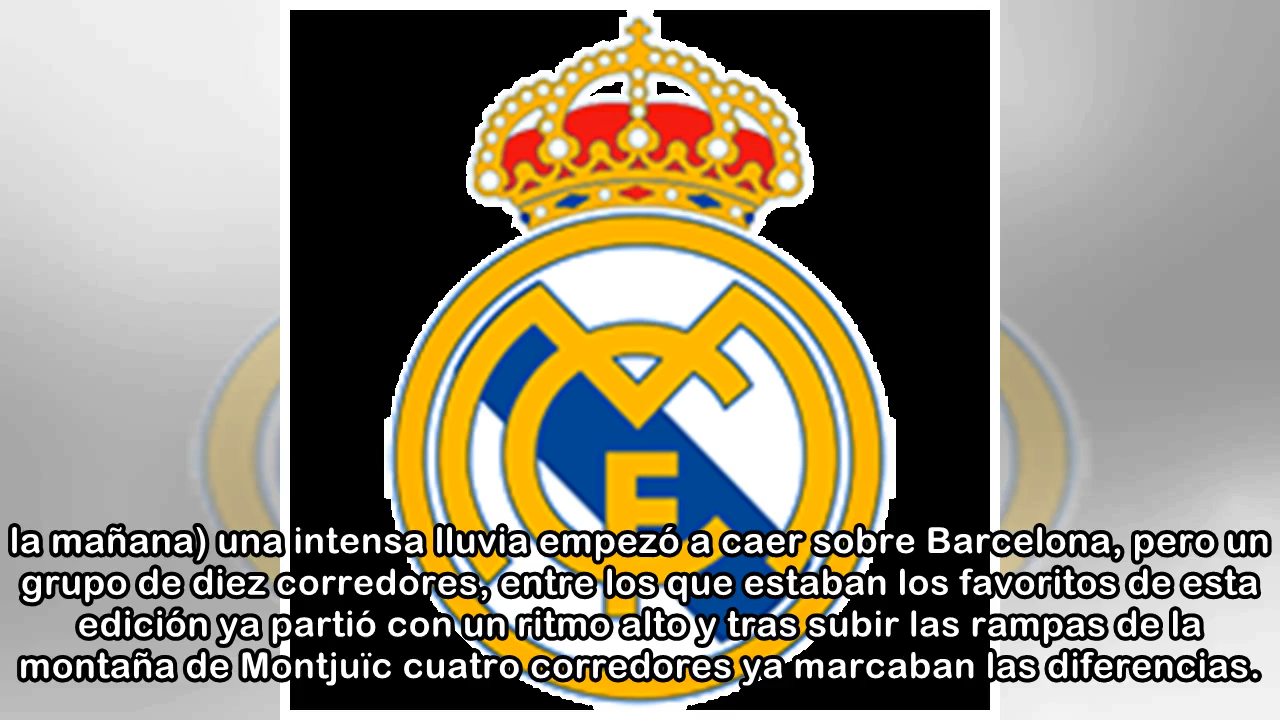 la mañana) una intensa lluvia empezó a caer sobre Barcelona, pero un
grupo de diez corredores, entre los que estaban los favoritos de esta
edición ya partió con un ritmo alto y tras subir las rampas de la
montaña de Montjuïc cuatro corredores ya marcaban las diferencias.